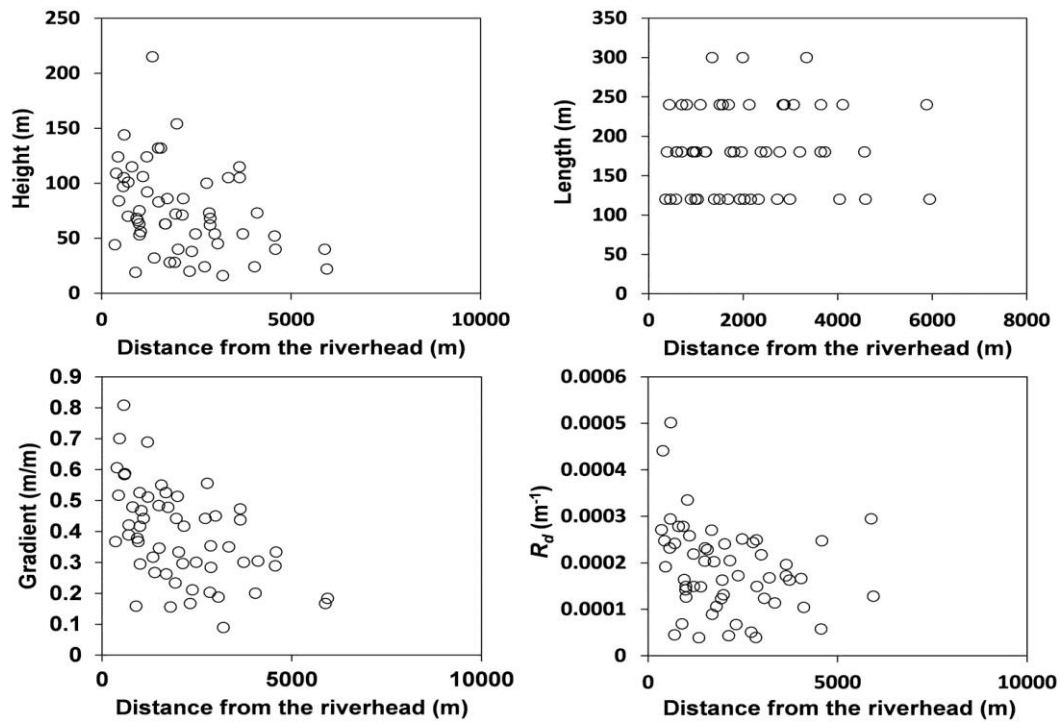 250
200
150
100
50
0
Height (m)
0 5000 10000
Distance from the riverhead (m)
350
300
250
200
150
100
50
0
Length (m)
0 2000 4000 6000 8000
Distance from the riverhead (m)
0.9
0.8
0.7
0.6
0.5
0.4
0.3
0.2
0.1
0
Gradient (m/m)
0 5000 10000
Distance from the riverhead (m)
0.0006
0.0005
0.0004
0.0003
0.0002
0.0001
0
R_d (m⁻¹)
0 5000 10000
Distance from the riverhead (m)